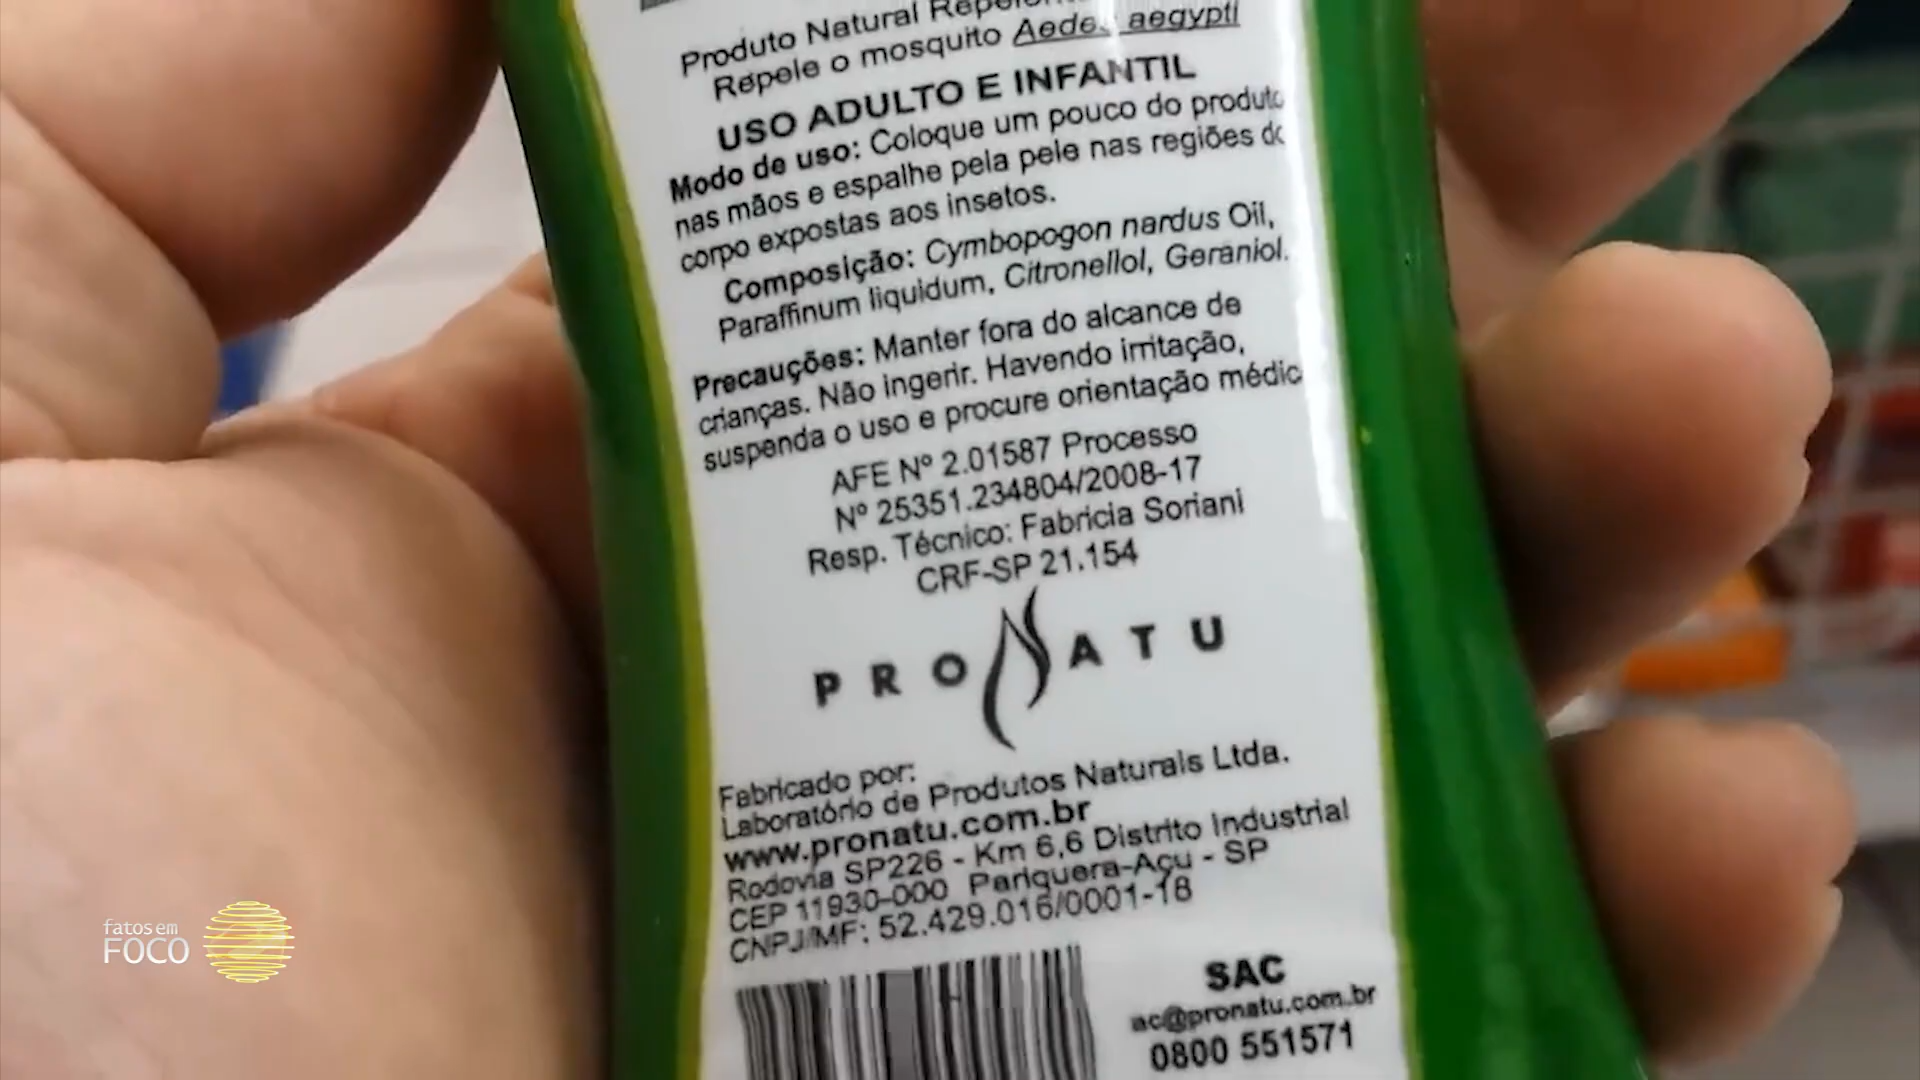 Produto Natural
Repele o mosquito Aedes aegypti
USO ADULTO E INFANTIL
Modo de uso: Coloque um pouco do produto
nas mãos e espalhe pela pele nas regiões do
corpo expostas aos insetos.
Composição: Cymbopogon nardus Oil,
Paraffinum liquidum, Citronellol, Geraniol.
Precauções: Manter fora do alcance de
crianças. Não ingerir. Havendo irritação,
suspenda o uso e procure orientação médic
AFE Nº 2.01587 Processo
Nº 25351.234804/2008-17
Resp. Técnico: Fabricia Soriani
CRF-SP 21.154
PRONATU
Fabricado por:
Laboratório de Produtos Naturais Ltda.
www.pronatu.com.br
Rodovia SP226 - Km 6,6 Distrito Industrial
CEP 11930-000 Pariquera-Açu - SP
CNPJ/MF: 52.429.016/0001-16
SAC
ac@pronatu.com.br
0800 551571
fatos em
FOCO